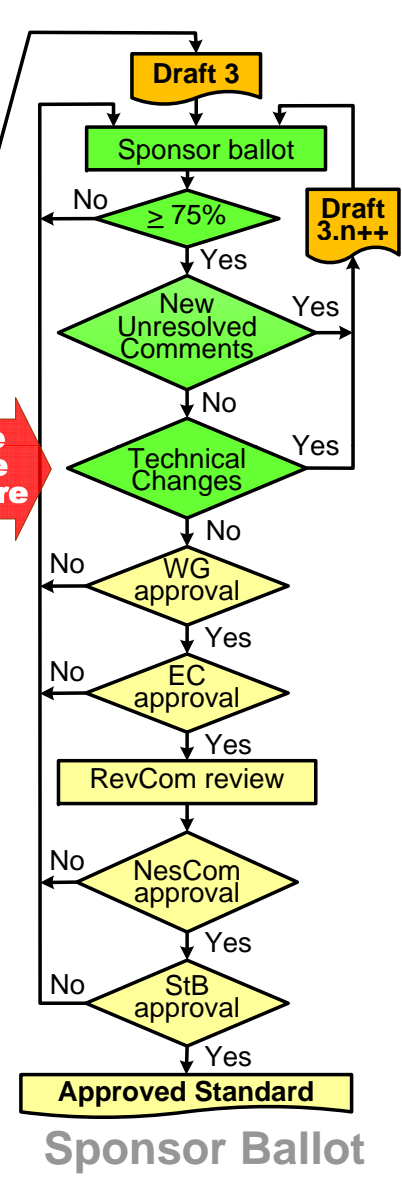 Draft 3
Sponsor ballot
No
≥ 75%
Draft
3.n++
Yes
New
Unresolved
Comments
Yes
No
Technical
Changes
Yes
No
No
WG
approval
Yes
No
EC
approval
Yes
RevCom review
No
NesCom
approval
Yes
No
StB
approval
Yes
Approved Standard
Sponsor Ballot